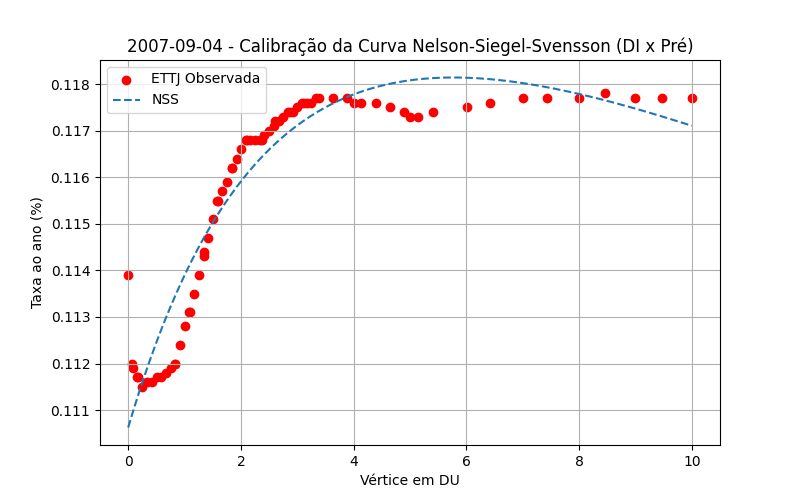 2007-09-04 - Calibração da Curva Nelson-Siegel-Svensson (DI x Pré)
ETTJ Observada
NSS
Taxa ao ano (%)
0.118
0.117
0.116
0.115
0.114
0.113
0.112
0.111
0 2 4 6 8 10
Vértice em DU